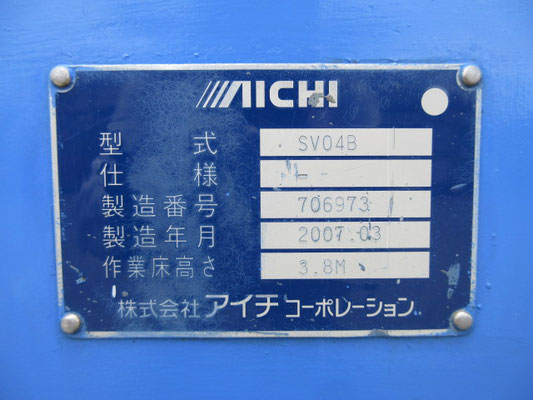 AICHI
型式 SV04B
仕様
製造番号 706973
製造年月 2007.03
作業床高さ 3.8M
株式会社 アイチ コーポレーション